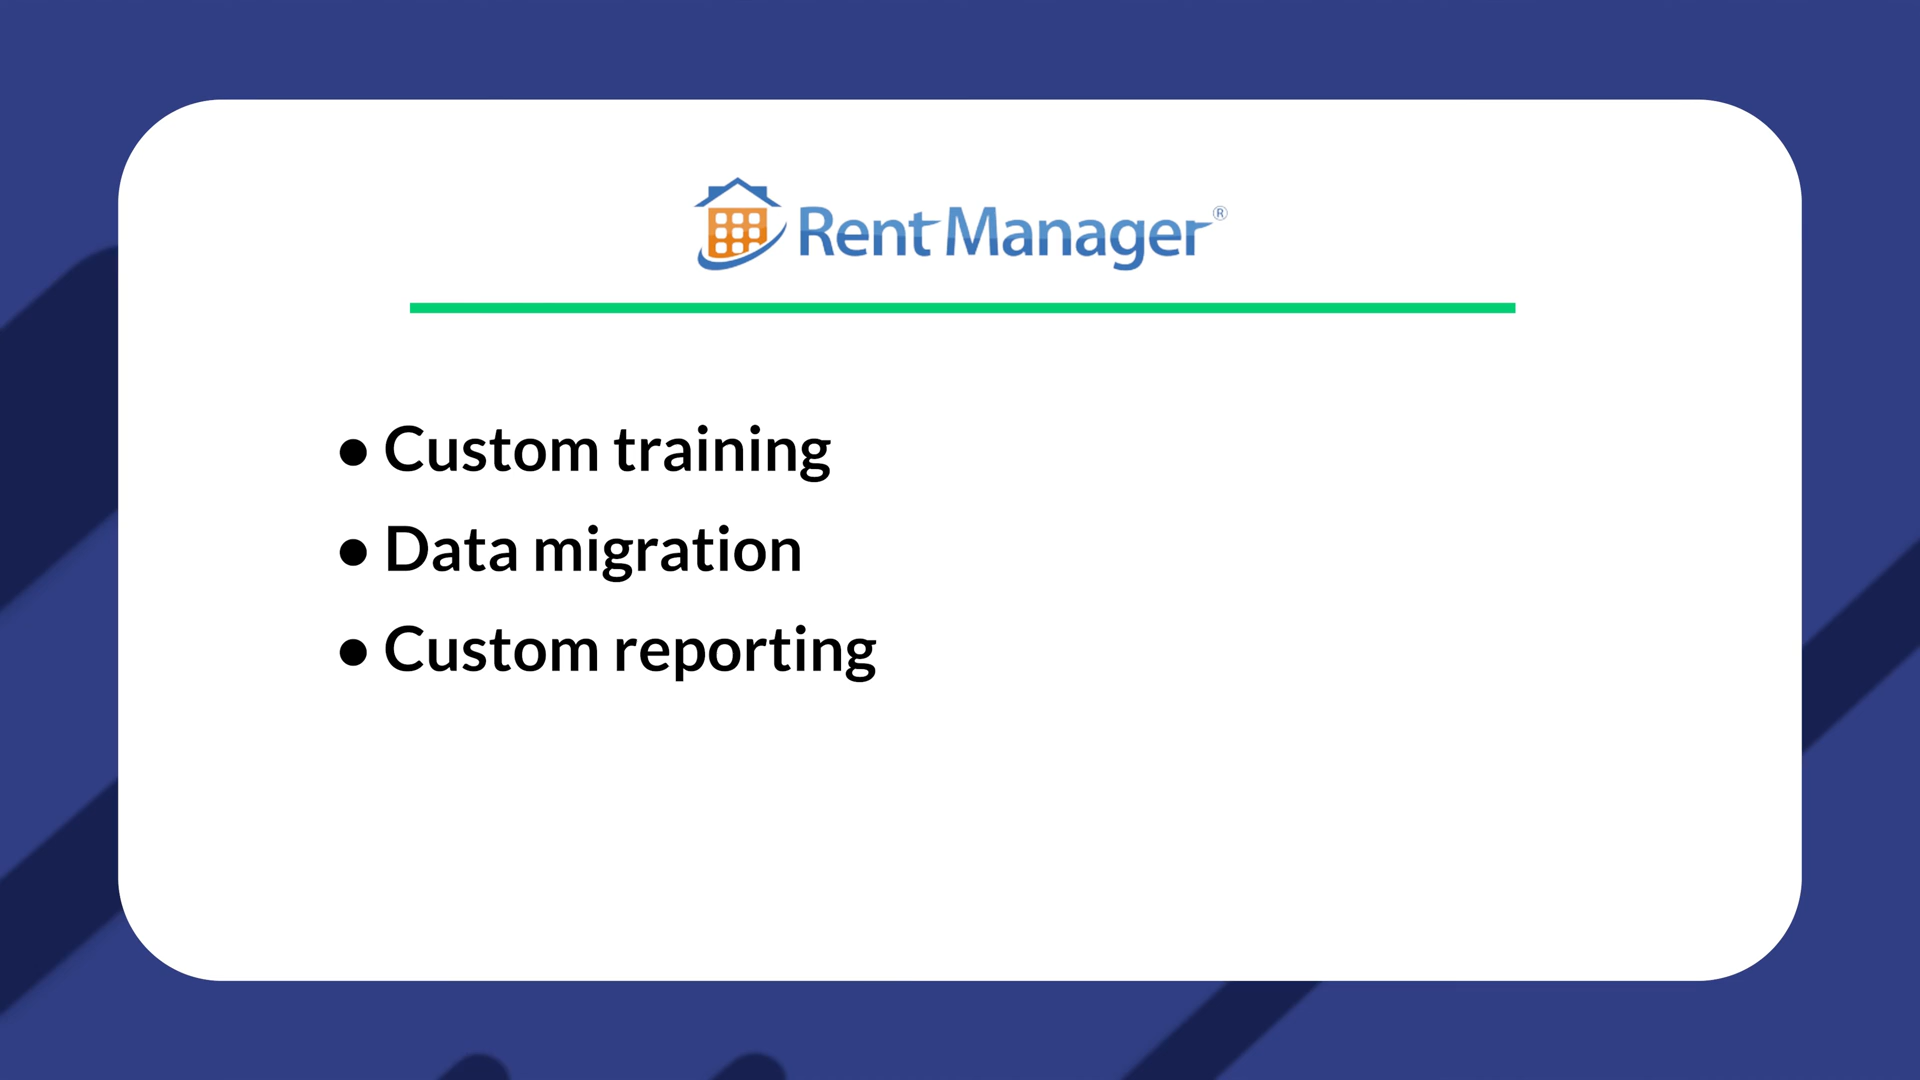 Rent Manager®
• Custom training
• Data migration
• Custom reporting